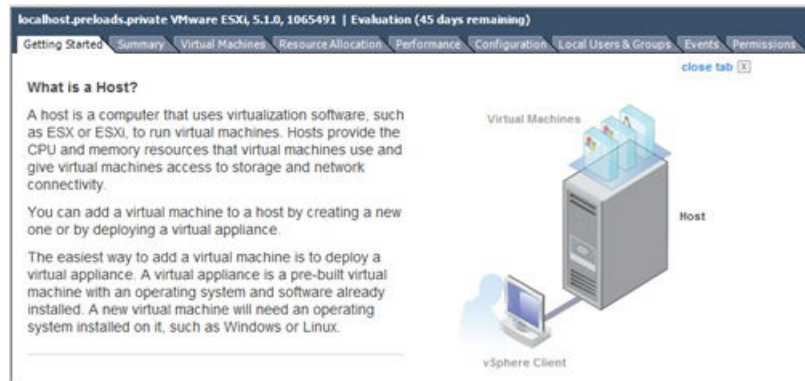 localhost.preloads.private VMware ESXi, 5.1.0, 1065491 | Evaluation (45 days remaining)
Getting Started Summary Virtual Machines Resource Allocation Performance Configuration Local Users & Groups Events Permissions
close tab X
What is a Host?
A host is a computer that uses virtualization software, such
as ESX or ESXi, to run virtual machines. Hosts provide the
CPU and memory resources that virtual machines use and
give virtual machines access to storage and network
connectivity.
You can add a virtual machine to a host by creating a new
one or by deploying a virtual appliance.
The easiest way to add a virtual machine is to deploy a
virtual appliance. A virtual appliance is a pre-built virtual
machine with an operating system and software already
installed. A new virtual machine will need an operating
system installed on it, such as Windows or Linux.
Virtual Machines
Host
vSphere Client